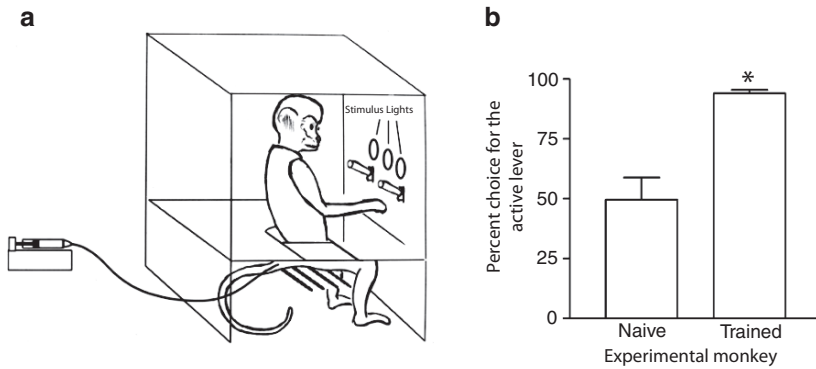 a
Stimulus Lights
b
Percent choice for the
active lever
100
75
50
25
0
*
Naive
Trained
Experimental monkey